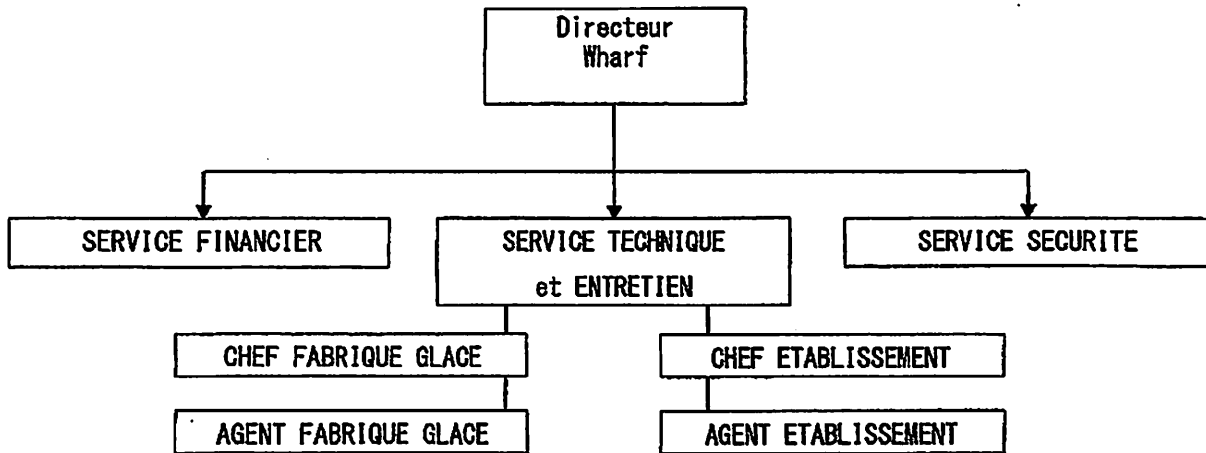 Directeur
Wharf
SERVICE FINANCIER
SERVICE TECHNIQUE
et ENTRETIEN
SERVICE SECURITE
CHEF FABRIQUE GLACE
CHEF ETABLISSEMENT
AGENT FABRIQUE GLACE
AGENT ETABLISSEMENT